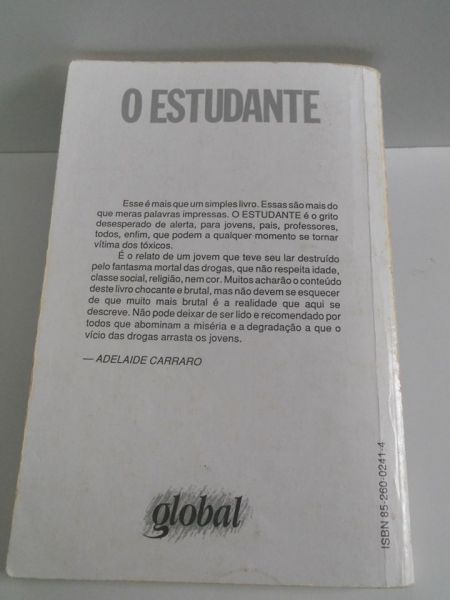 O ESTUDANTE
Esse é mais que um simples livro. Essas são mais do
que meras palavras impressas. O ESTUDANTE é o grito
desesperado de alerta, para jovens, pais, professores,
todos, enfim, que podem a qualquer momento se tornar
vítima dos tóxicos.
É o relato de um jovem que teve seu lar destruído
pelo fantasma mortal das drogas, que não respeita idade,
classe social, religião, nem cor. Muitos acharão o conteúdo
deste livro chocante e brutal, mas não devem se esquecer
de que muito mais brutal é a realidade que aqui se
descreve. Não pode deixar de ser lido e recomendado por
todos que abominam a miséria e a degradação a que o
vício das drogas arrasta os jovens.
— ADELAIDE CARRARO
global
ISBN 85-260-0241-4